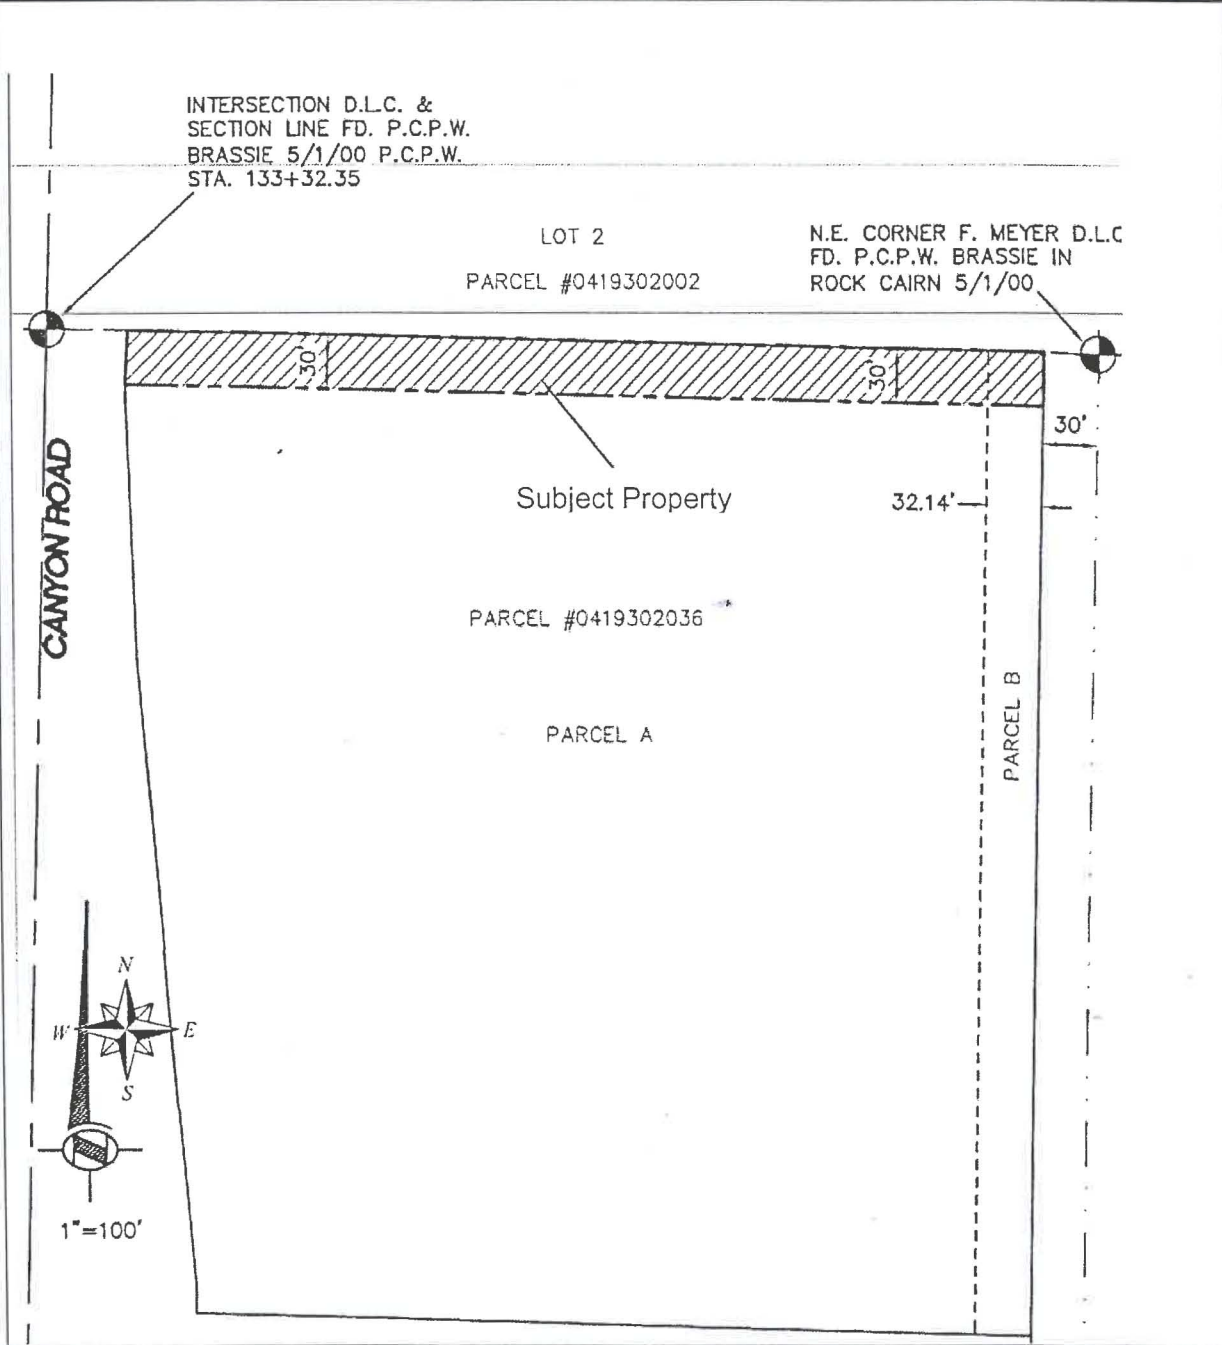 INTERSECTION D.L.C. &
SECTION LINE FD. P.C.P.W.
BRASSIE 5/1/00 P.C.P.W.
STA. 133+32.35
LOT 2
PARCEL #0419302002
N.E. CORNER F. MEYER D.L.C
FD. P.C.P.W. BRASSIE IN
ROCK CAIRN 5/1/00
30'
30'
30'
CANYON ROAD
Subject Property
32.14'
PARCEL #0419302036
PARCEL A
PARCEL B
N
W
E
S
1"=100'